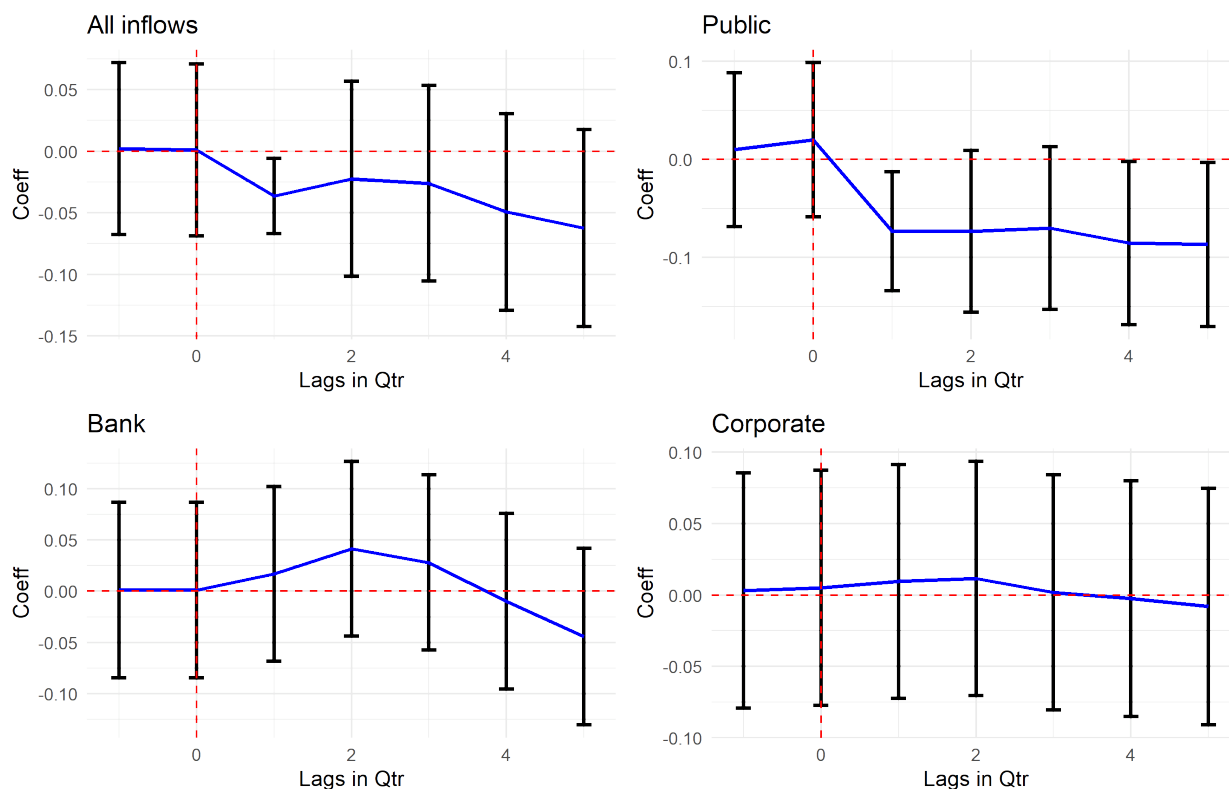 All inflows
0.05
0.00
-0.05
-0.10
-0.15
Coeff
0 2 4
Lags in Qtr
Public
0.1
0.0
-0.1
Coeff
0 2 4
Lags in Qtr
Bank
0.10
0.05
0.00
-0.05
-0.10
Coeff
0 2 4
Lags in Qtr
Corporate
0.10
0.05
0.00
-0.05
-0.10
Coeff
0 2 4
Lags in Qtr